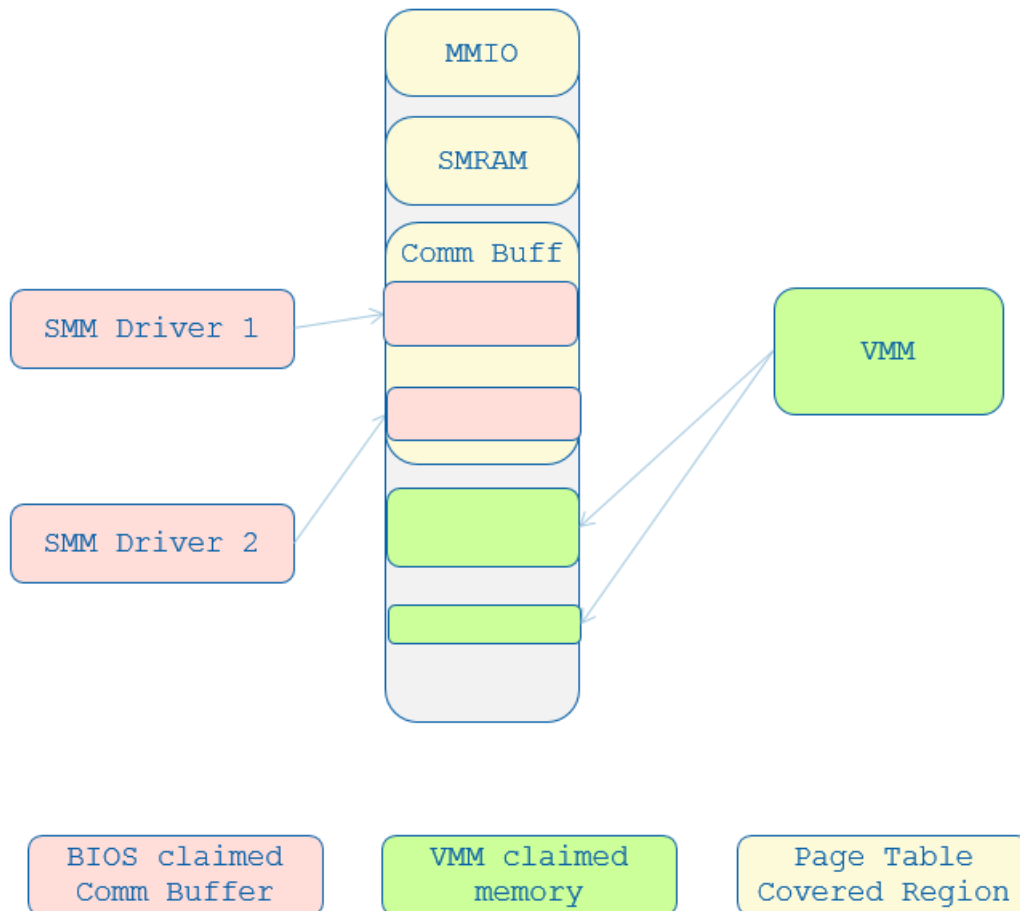 MMIO
SMRAM
Comm Buff
SMM Driver 1
VMM
SMM Driver 2
BIOS claimed
Comm Buffer
VMM claimed
memory
Page Table
Covered Region